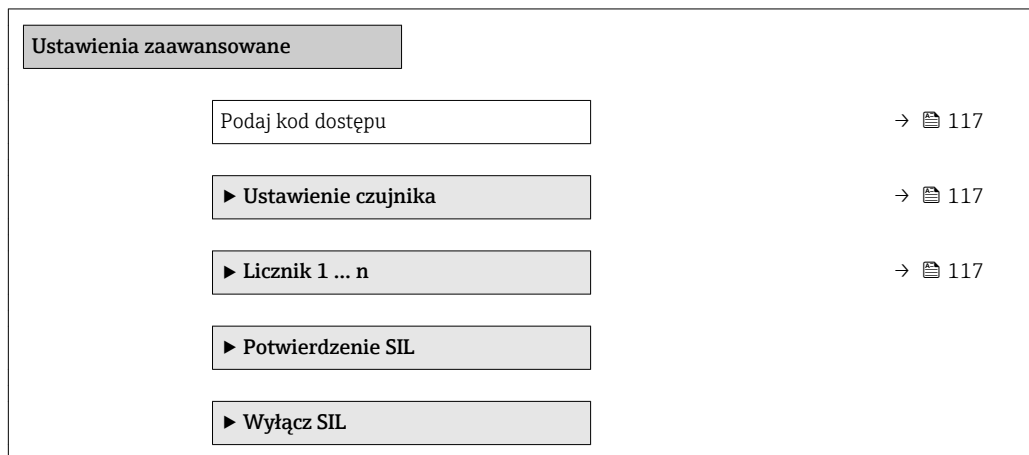 Ustawienia zaawansowane
Podaj kod dostępu → 117
▶ Ustawienie czujnika → 117
▶ Licznik 1 ... n → 117
▶ Potwierdzenie SIL
▶ Wyłącz SIL